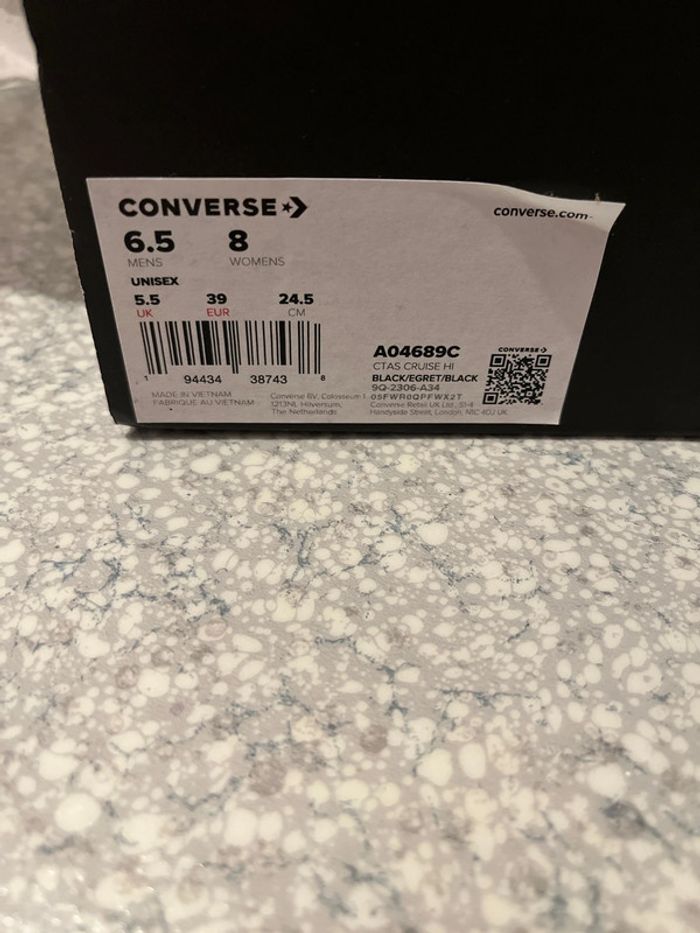 CONVERSE
converse.com
6.5 8
MENS WOMENS
UNISEX
5.5 39 24.5
UK EUR CM
1 94434 38743 8
MADE IN VIETNAM
FABRIQUE AU VIETNAM
Converse BV, Colosseum 1
1213NL Hilversum,
The Netherlands
A04689C
CTAS CRUISE HI
BLACK/EGRET/BLACK
9Q-2306-A34
05FWR0QPFWX2T
Converse Retail UK Ltd., S1-4
Handyside Street, London, N1C 4DJ UK
CONVERSE